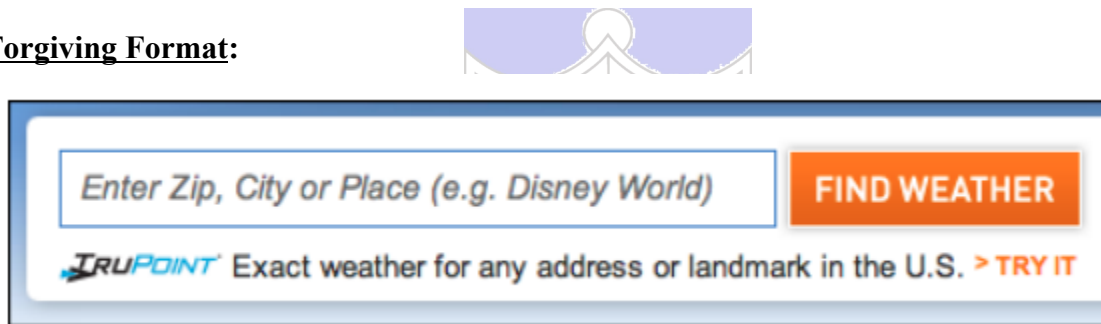 Forgiving Format:
Enter Zip, City or Place (e.g. Disney World)
FIND WEATHER
TRUPOINT Exact weather for any address or landmark in the U.S. > TRY IT